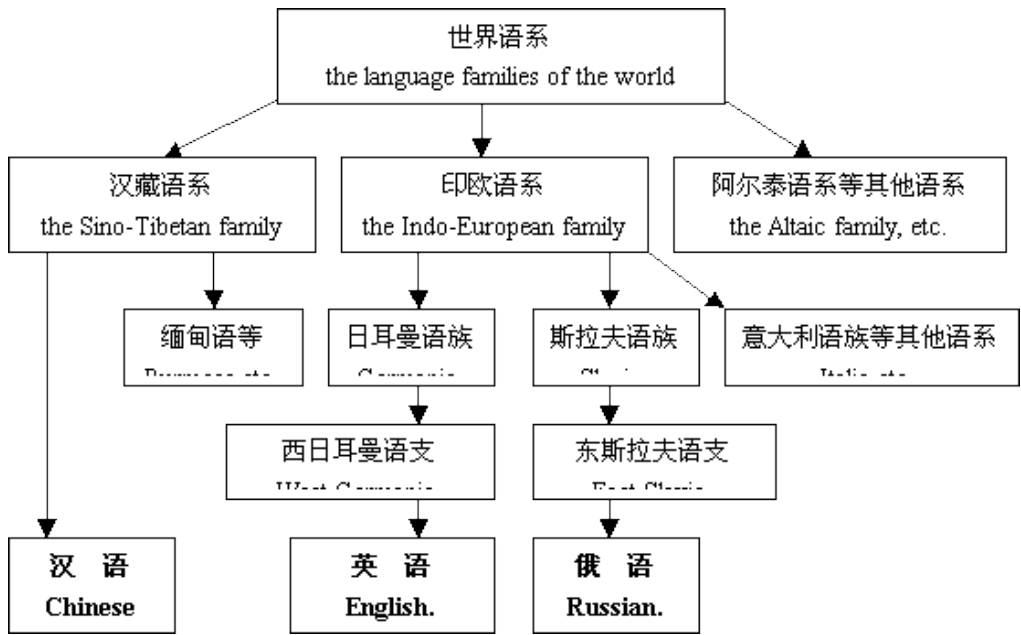 世界语系
the language families of the world
汉藏语系
the Sino-Tibetan family
印欧语系
the Indo-European family
阿尔泰语系等其他语系
the Altaic family, etc.
缅甸语等
日耳曼语族
斯拉夫语族
意大利语族等其他语系
西日耳曼语支
东斯拉夫语支
汉 语
Chinese
英 语
English.
俄 语
Russian.